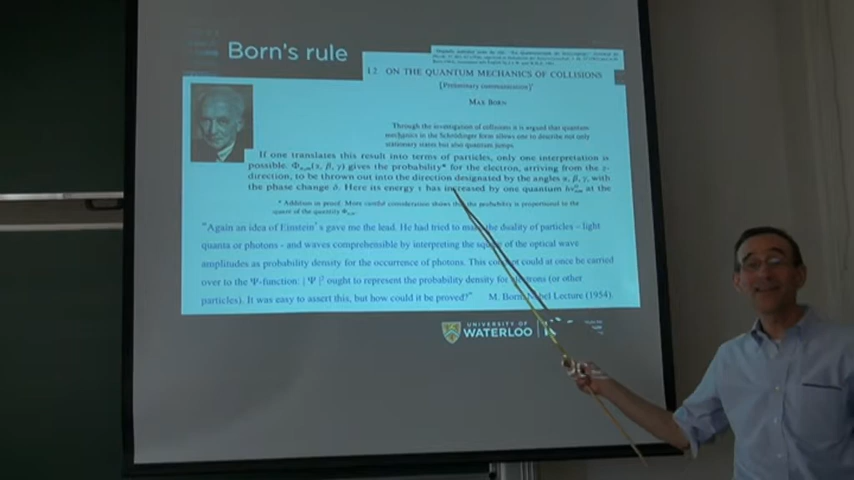 Born's rule
12 ON THE QUANTUM MECHANICS OF COLLISIONS
[Preliminary communication]
MAX BORN
Through the investigation of collisions it is argued that quantum
mechanics in the Schrödinger form allows one to describe not only
stationary states but also quantum jumps.
If one translates this result into terms of particles, only one interpretation is
possible. Φ (α, β, γ) gives the probability* for the electron, arriving from the z-
direction, to be thrown out into the direction designated by the angles α, β, γ, with
the phase change δ. Here its energy τ has increased by one quantum at the
* Addition in proof. More careful consideration shows that the probability is proportional to the
square of the quantity Φ
"Again an idea of Einstein's gave me the lead. He had tried to make the duality of particles - light
quanta or photons - and waves comprehensible by interpreting the square of the optical wave
amplitudes as probability density for the occurrence of photons. This concept could at once be carried
over to the Ψ-function: |Ψ|² ought to represent the probability density for electrons (or other
particles). It was easy to assert this, but how could it be proved?" M. Born, Nobel Lecture (1954).
UNIVERSITY OF
WATERLOO